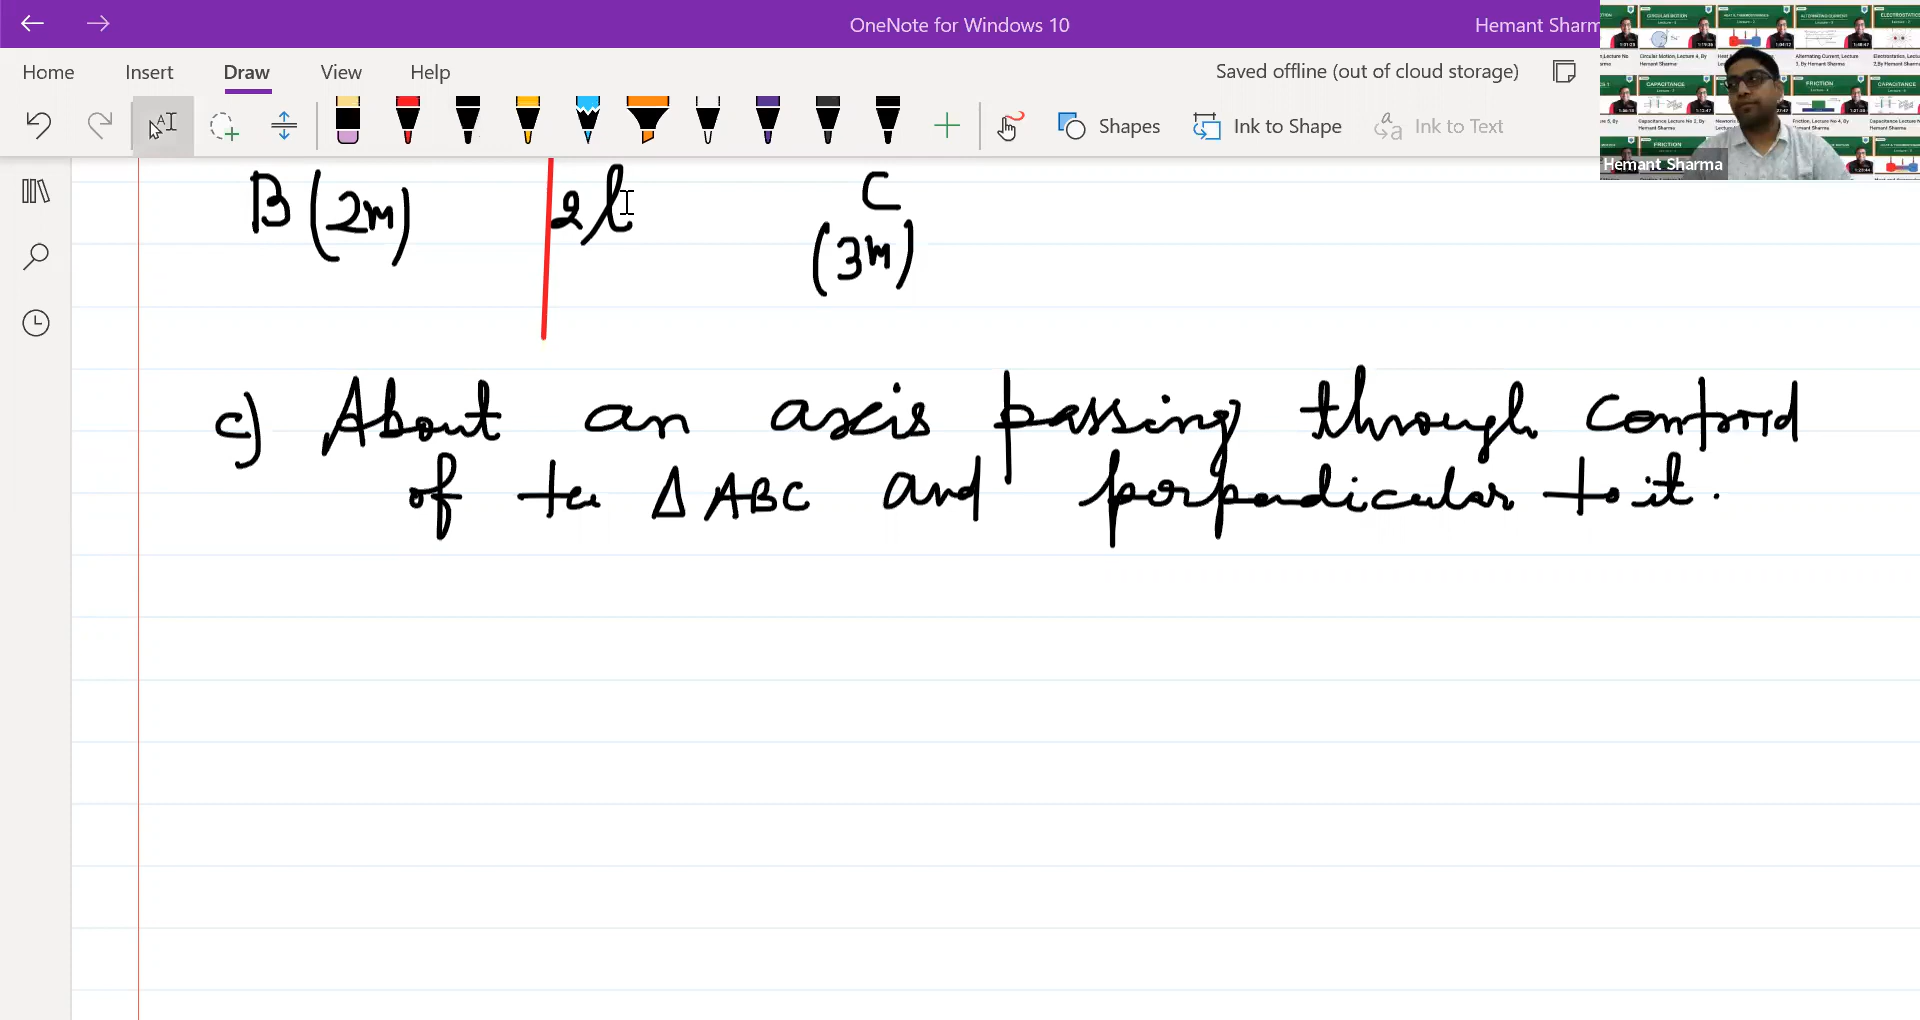 OneNote for Windows 10
Hemant Sharm
Home Insert Draw View Help
Saved offline (out of cloud storage)
Shapes Ink to Shape Ink to Text
Hemant Sharma
B (2m) 2l C
(3m)
c) About an axis passing through centroid
of the Δ ABC and perpendicular to it.